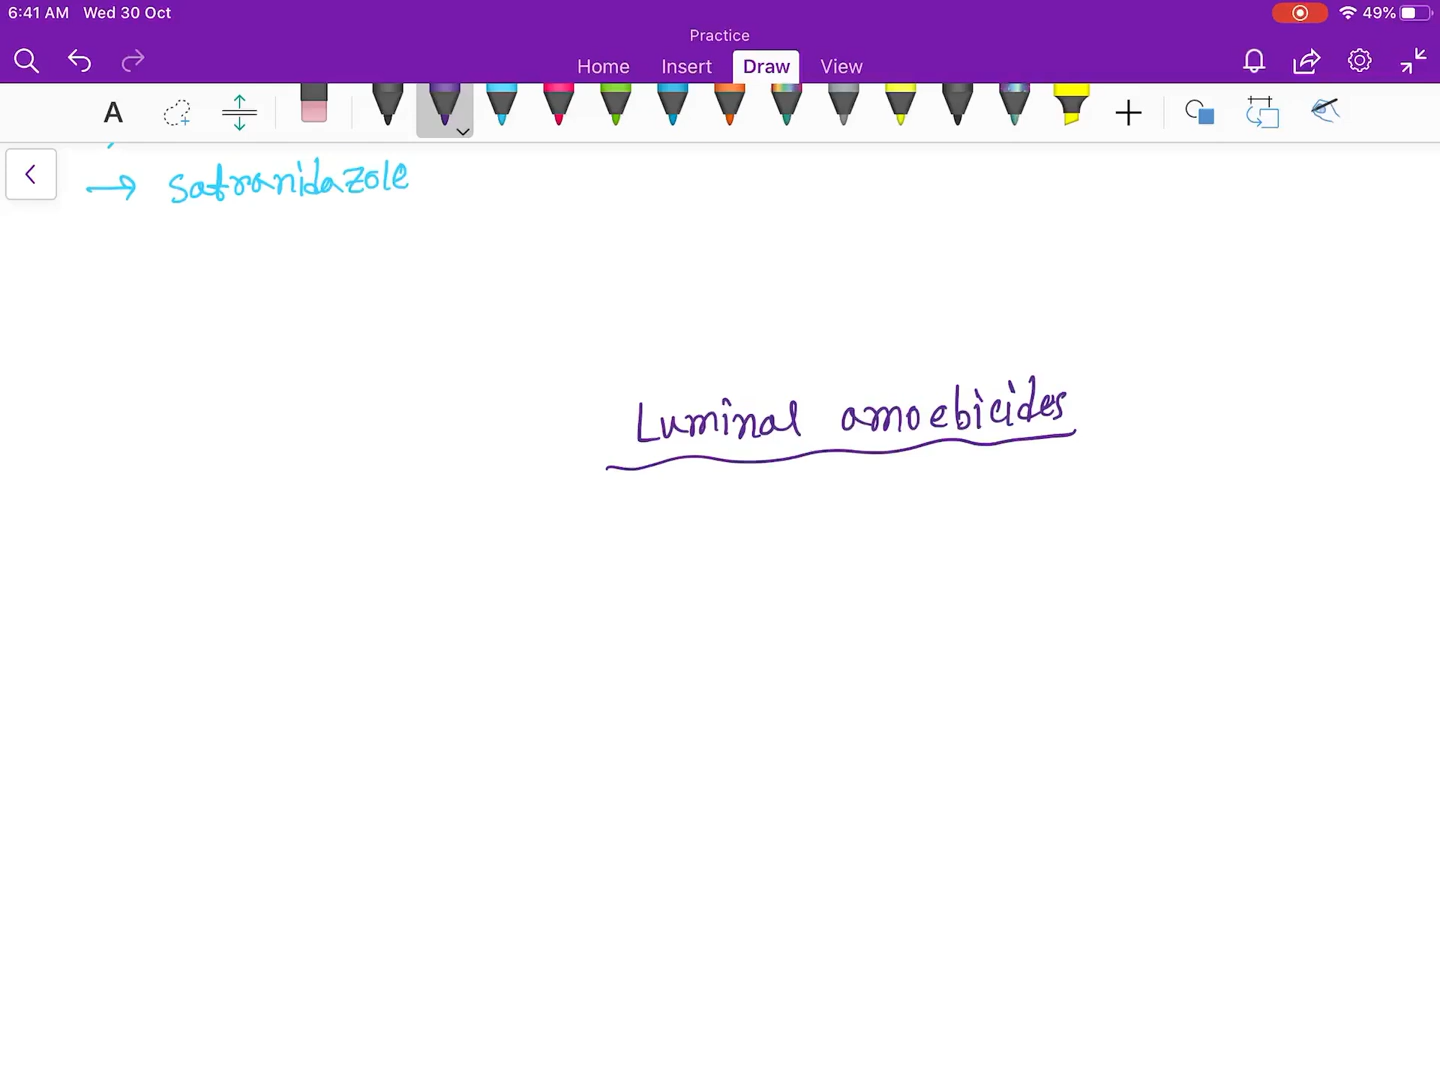 6:41 AM Wed 30 Oct
49%
Practice
Home Insert Draw View
A
→ Satranidazole
Luminal amoebicides